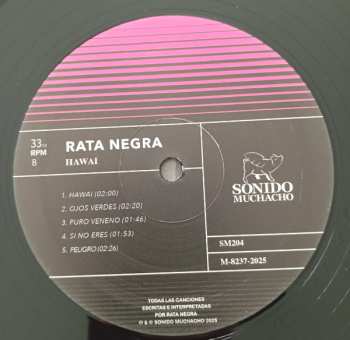 33⅓
RPM
B
RATA NEGRA
HAWAI
1. HAWAI (02:00)
2. OJOS VERDES (02:20)
3. PURO VENENO (01:46)
4. SI NO ERES (01:53)
5. PELIGRO (02:26)
SONIDO
MUCHACHO
SM204
M-8237-2025
TODAS LAS CANCIONES
ESCRITAS E INTERPRETADAS
POR RATA NEGRA
℗ & © SONIDO MUCHACHO 2025